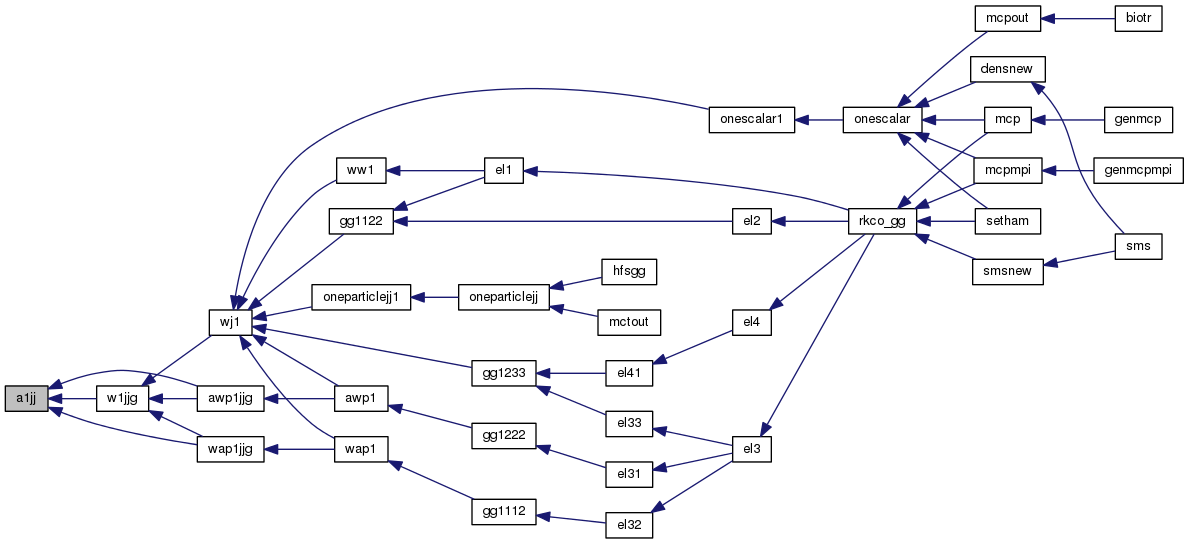 mcpout
biotr
densnew
onescalar1
onescalar
mcp
genmcp
ww1
el1
mcpmpi
genmcpmpi
gg1122
el2
rkco_gg
setham
sms
smsnew
hfsgg
oneparticlejj1
oneparticlejj
wj1
el4
mctout
gg1233
el41
a1jj
w1jjg
awp1jjg
awp1
el33
gg1222
wap1jjg
wap1
el3
el31
gg1112
el32